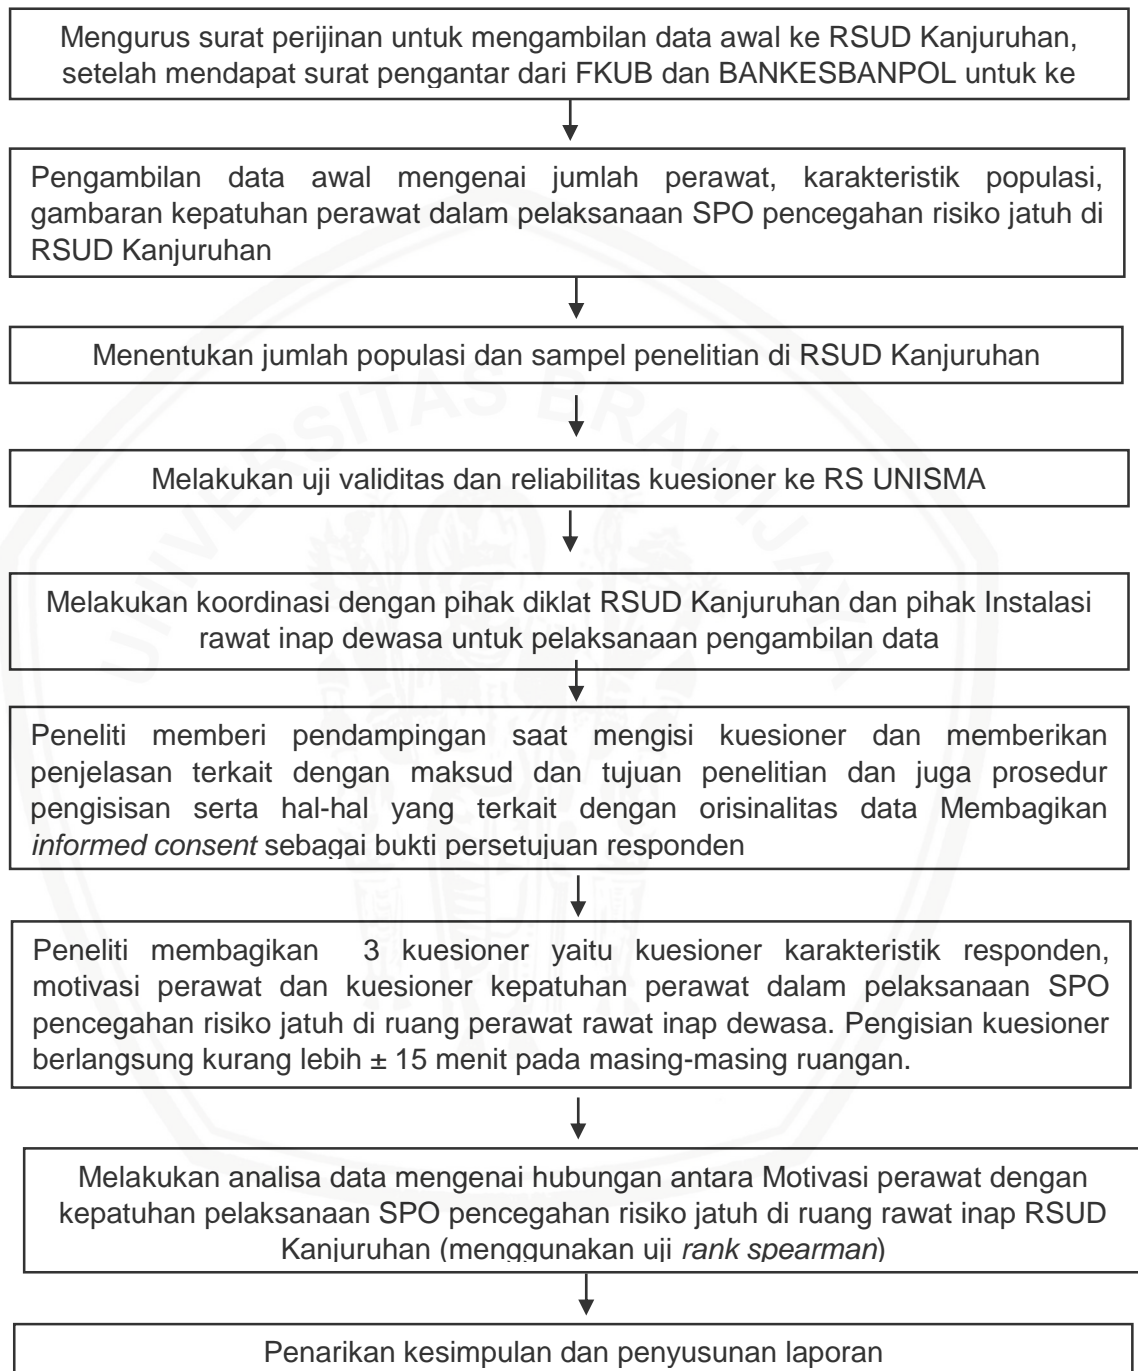 Mengurus surat perijinan untuk mengambilan data awal ke RSUD Kanjuruhan,
setelah mendapat surat pengantar dari FKUB dan BANKESBANPOL untuk ke
Pengambilan data awal mengenai jumlah perawat, karakteristik populasi,
gambaran kepatuhan perawat dalam pelaksanaan SPO pencegahan risiko jatuh di
RSUD Kanjuruhan
Menentukan jumlah populasi dan sampel penelitian di RSUD Kanjuruhan
UNIVERSITAS BRAWIJAYA
Melakukan uji validitas dan reliabilitas kuesioner ke RS UNISMA
Melakukan koordinasi dengan pihak diklat RSUD Kanjuruhan dan pihak Instalasi
rawat inap dewasa untuk pelaksanaan pengambilan data
Peneliti memberi pendampingan saat mengisi kuesioner dan memberikan
penjelasan terkait dengan maksud dan tujuan penelitian dan juga prosedur
pengisisan serta hal-hal yang terkait dengan orisinalitas data Membagikan
informed consent sebagai bukti persetujuan responden
Peneliti membagikan 3 kuesioner yaitu kuesioner karakteristik responden,
motivasi perawat dan kuesioner kepatuhan perawat dalam pelaksanaan SPO
pencegahan risiko jatuh di ruang perawat rawat inap dewasa. Pengisian kuesioner
berlangsung kurang lebih ± 15 menit pada masing-masing ruangan.
Melakukan analisa data mengenai hubungan antara Motivasi perawat dengan
kepatuhan pelaksanaan SPO pencegahan risiko jatuh di ruang rawat inap RSUD
Kanjuruhan (menggunakan uji rank spearman)
Penarikan kesimpulan dan penyusunan laporan